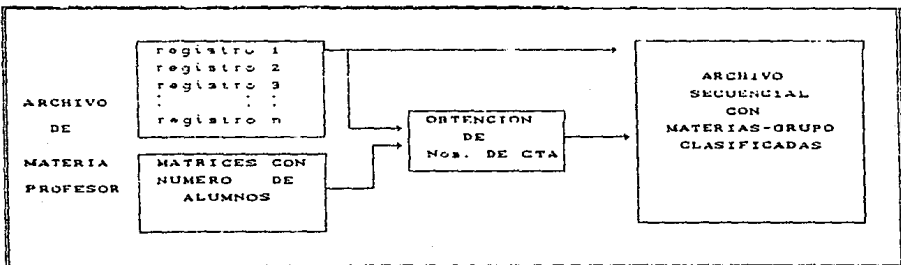 ARCHIVO
DE
MATERIA
PROFESOR
registro 1
registro 2
registro 3
: : :
registro n
MATRICES CON
NUMERO DE
ALUMNOS
OBTENCION
DE
Nos. DE CTA
ARCHIVO
SECUENCIAL
CON
MATERIAS-GRUPO
CLASIFICADAS